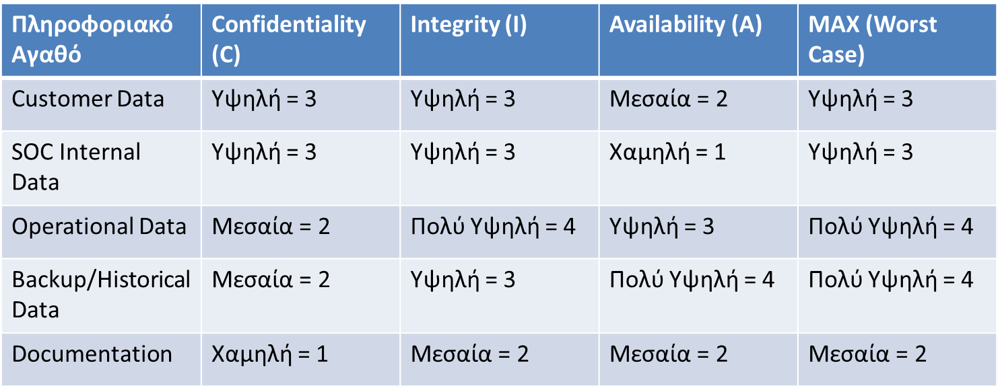 Πληροφοριακό Αγαθό | Confidentiality (C) | Integrity (I) | Availability (A) | MAX (Worst Case)
Customer Data | Υψηλή = 3 | Υψηλή = 3 | Μεσαία = 2 | Υψηλή = 3
SOC Internal Data | Υψηλή = 3 | Υψηλή = 3 | Χαμηλή = 1 | Υψηλή = 3
Operational Data | Μεσαία = 2 | Πολύ Υψηλή = 4 | Υψηλή = 3 | Πολύ Υψηλή = 4
Backup/Historical Data | Μεσαία = 2 | Υψηλή = 3 | Πολύ Υψηλή = 4 | Πολύ Υψηλή = 4
Documentation | Χαμηλή = 1 | Μεσαία = 2 | Μεσαία = 2 | Μεσαία = 2